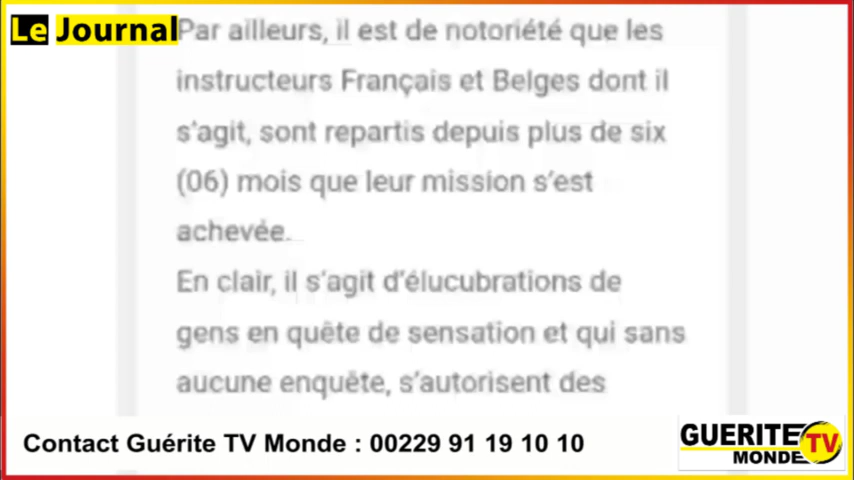 Le Journal
Par ailleurs, il est de notoriété que les
instructeurs Français et Belges dont il
s'agit, sont repartis depuis plus de six
(06) mois que leur mission s'est
achevée.
En clair, il s'agit d'élucubrations de
gens en quête de sensation et qui sans
aucune enquête, s'autorisent des
Contact Guérite TV Monde : 00229 91 19 10 10
GUERITE TV
MONDE